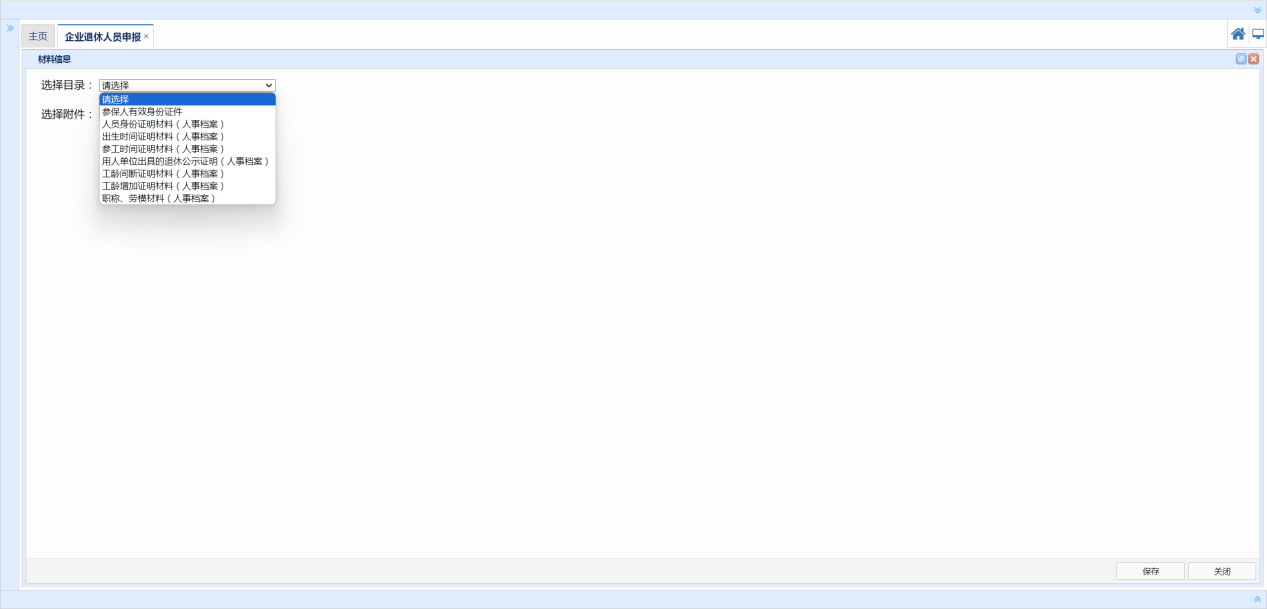 主页
企业退休人员申报
材料信息
选择目录：
请选择
请选择
参保人有效身份证件
人员身份证明材料（人事档案）
出生时间证明材料（人事档案）
选择附件：
参工时间证明材料（人事档案）
用人单位出具的退休公示证明（人事档案）
工龄间断证明材料（人事档案）
工龄增加证明材料（人事档案）
职称、劳模材料（人事档案）
保存
关闭